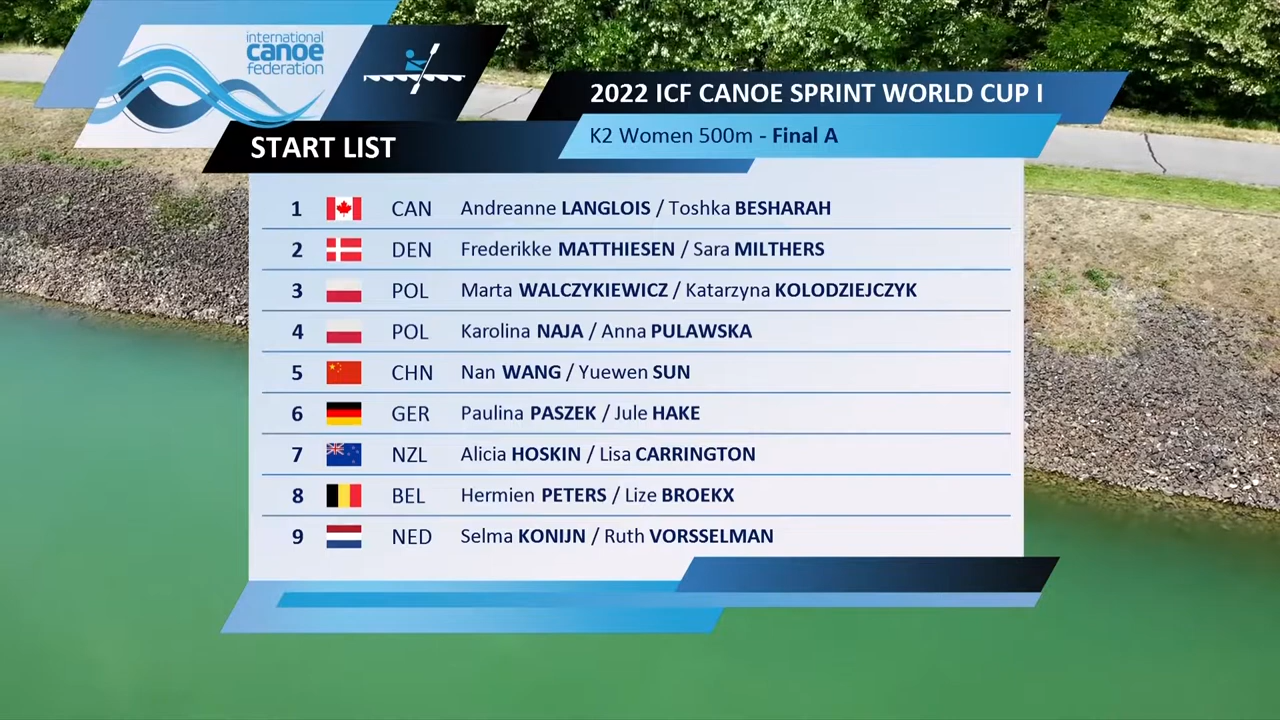 international
canoe
federation
2022 ICF CANOE SPRINT WORLD CUP I
K2 Women 500m - Final A
START LIST
1 CAN Andreanne LANGLOIS / Toshka BESHARAH
2 DEN Frederikke MATTHIESEN / Sara MILTHERS
3 POL Marta WALCZYKIEWICZ / Katarzyna KOLODZIEJCZYK
4 POL Karolina NAJA / Anna PULAWSKA
5 CHN Nan WANG / Yuewen SUN
6 GER Paulina PASZEK / Jule HAKE
7 NZL Alicia HOSKIN / Lisa CARRINGTON
8 BEL Hermien PETERS / Lize BROEKX
9 NED Selma KONIJN / Ruth VORSSELMAN